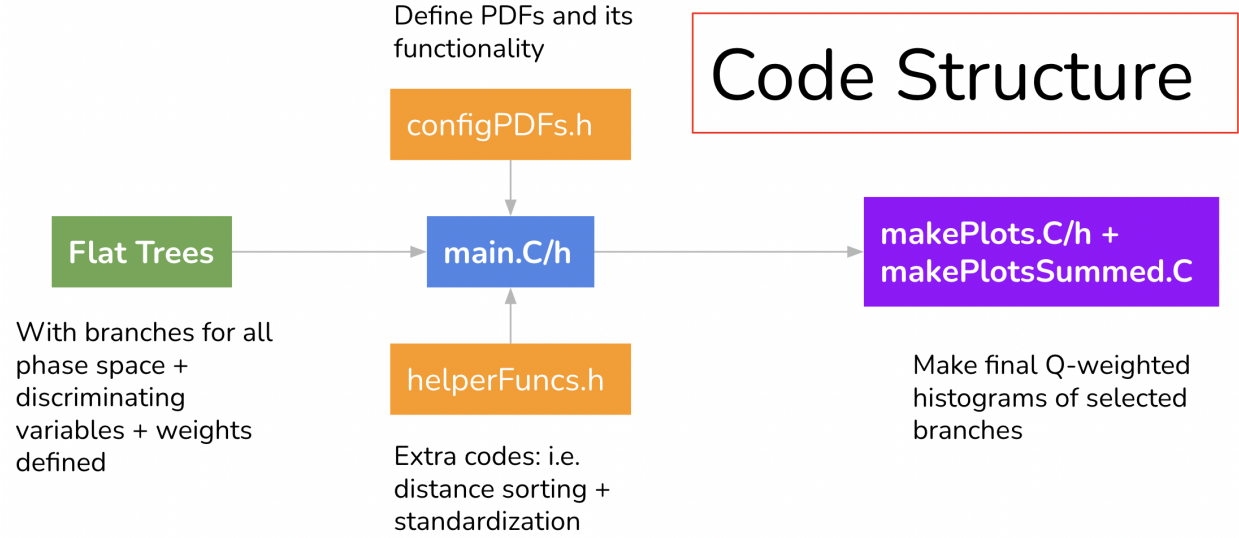 Define PDFs and its
functionality
Code Structure
configPDFs.h
Flat Trees
main.C/h
makePlots.C/h +
makePlotsSummed.C
With branches for all
phase space +
discriminating
variables + weights
defined
helperFuncs.h
Make final Q-weighted
histograms of selected
branches
Extra codes: i.e.
distance sorting +
standardization